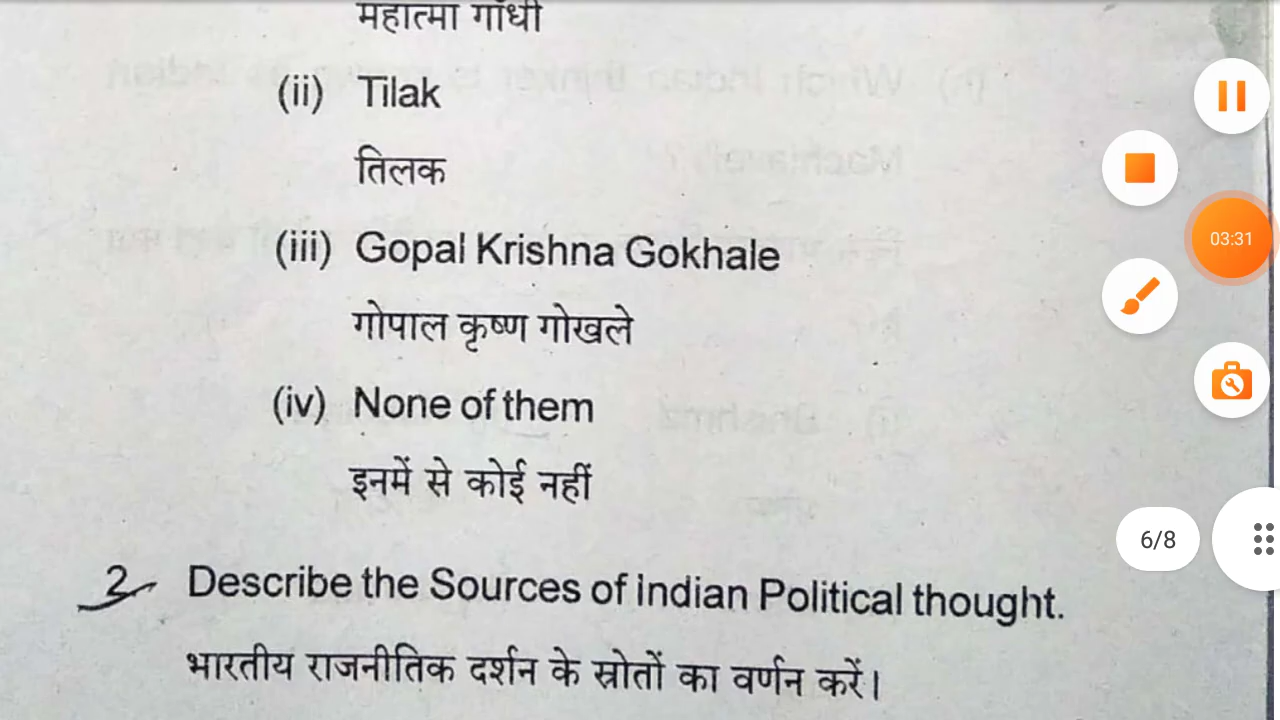 महात्मा गाँधी
(ii) Tilak
तिलक
(iii) Gopal Krishna Gokhale
गोपाल कृष्ण गोखले
(iv) None of them
इनमें से कोई नहीं
2 Describe the Sources of Indian Political thought.
भारतीय राजनीतिक दर्शन के स्रोतों का वर्णन करें।
03:31
6/8